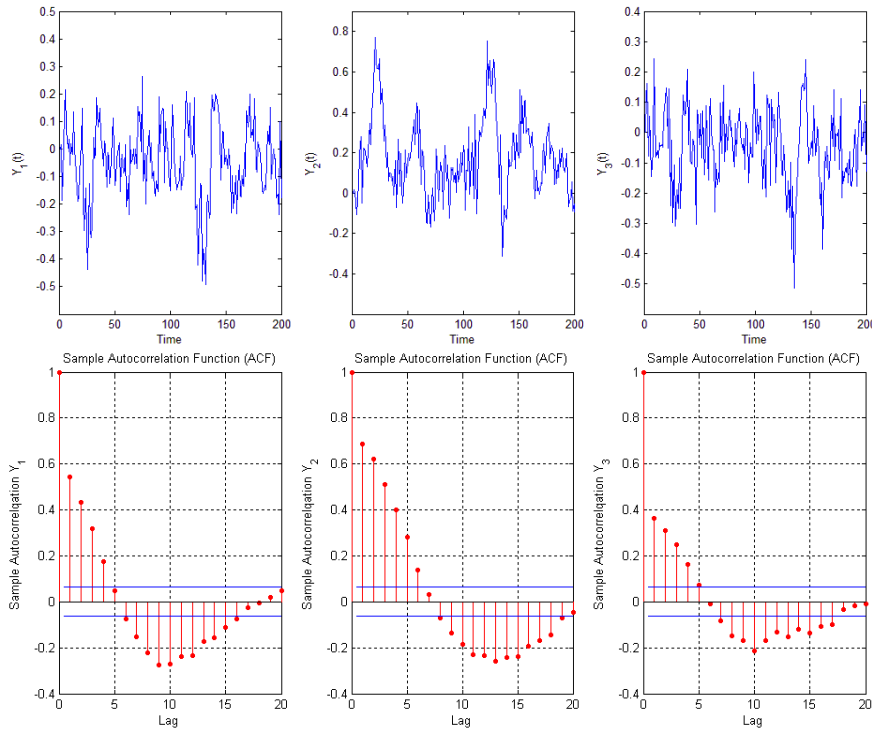 0.5
0.4
0.3
0.2
0.1
0
-0.1
-0.2
-0.3
-0.4
-0.5
Y1(t)
0 50 100 150 200
Time
0.8
0.6
0.4
0.2
0
-0.2
-0.4
Y2(t)
0 50 100 150 200
Time
0.4
0.3
0.2
0.1
0
-0.1
-0.2
-0.3
-0.4
-0.5
Y3(t)
0 50 100 150 200
Time
Sample Autocorrelation Function (ACF)
1
0.8
0.6
0.4
0.2
0
-0.2
-0.4
Sample Autocorrelqation Y1
0 5 10 15 20
Lag
Sample Autocorrelation Function (ACF)
1
0.8
0.6
0.4
0.2
0
-0.2
-0.4
Sample Autocorrelation Y2
0 5 10 15 20
Lag
Sample Autocorrelation Function (ACF)
1
0.8
0.6
0.4
0.2
0
-0.2
-0.4
Sample Autocorrelqation Y3
0 5 10 15 20
Lag